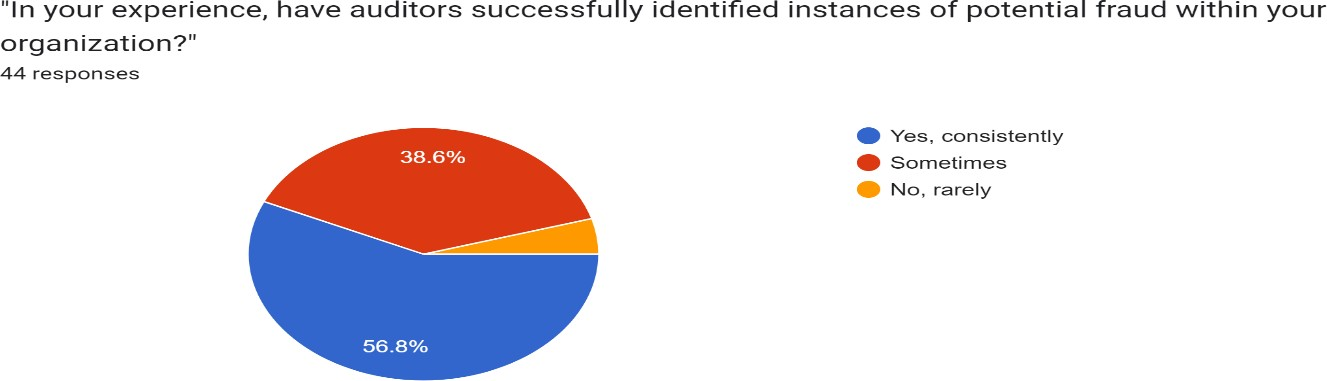 "In your experience, have auditors successfully identified instances of potential fraud within your
organization?"
44 responses
38.6%
56.8%
Yes, consistently
Sometimes
No, rarely